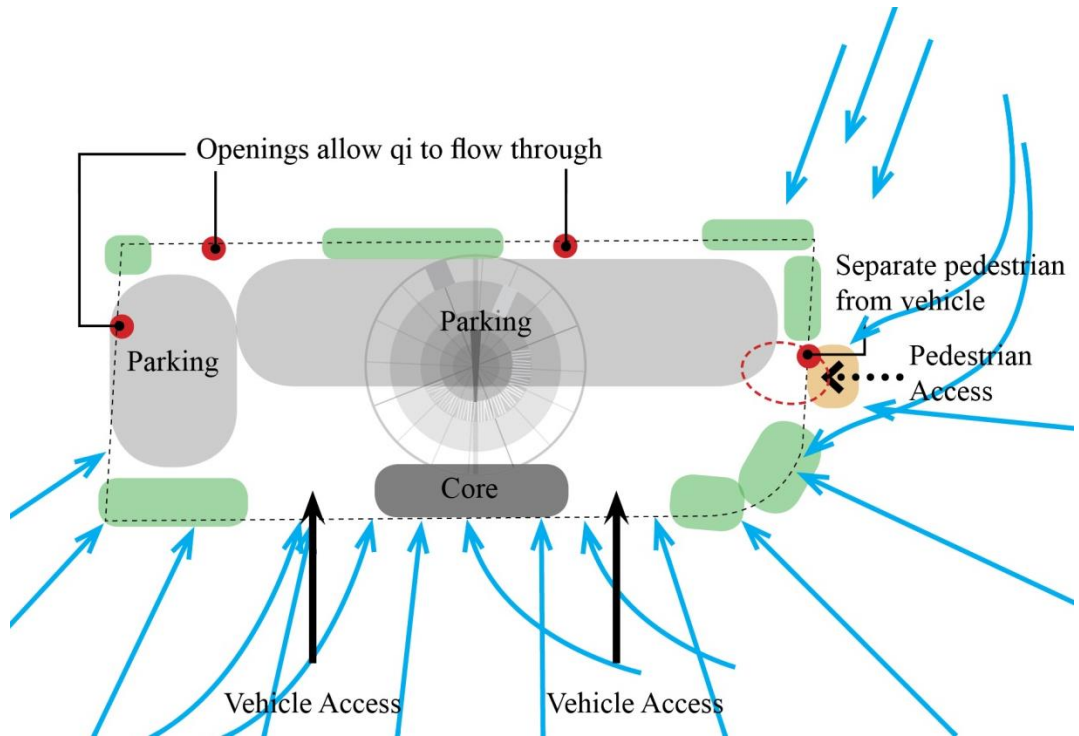 Openings allow qi to flow through
Separate pedestrian
from vehicle
Parking
Parking
Pedestrian
Access
Core
Vehicle Access
Vehicle Access